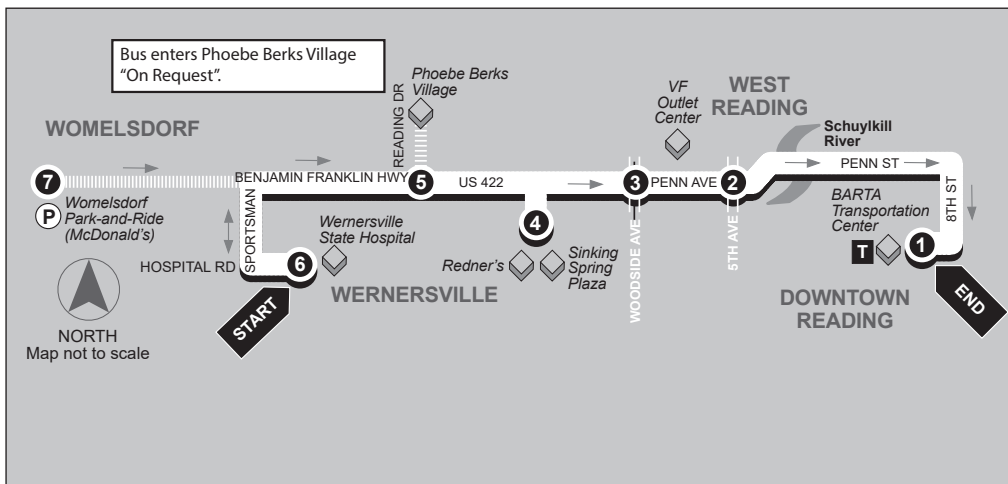 Bus enters Phoebe Berks Village
“On Request”.
WOMELSDORF
7
P
Womelsdorf
Park-and-Ride
(McDonald's)
NORTH
Map not to scale
BENJAMIN FRANKLIN HWY
READING DR
Phoebe Berks
Village
5
US 422
SPORTSMAN
HOSPITAL RD
6
Wernersville
State Hospital
START
WERNERSVILLE
4
Redner's
Sinking
Spring
Plaza
3
WOODSIDE AVE
PENN AVE
VF
Outlet
Center
2
5TH AVE
WEST
READING
Schuylkill
River
PENN ST
8TH ST
BARTA
Transportation
Center
T
1
END
DOWNTOWN
READING